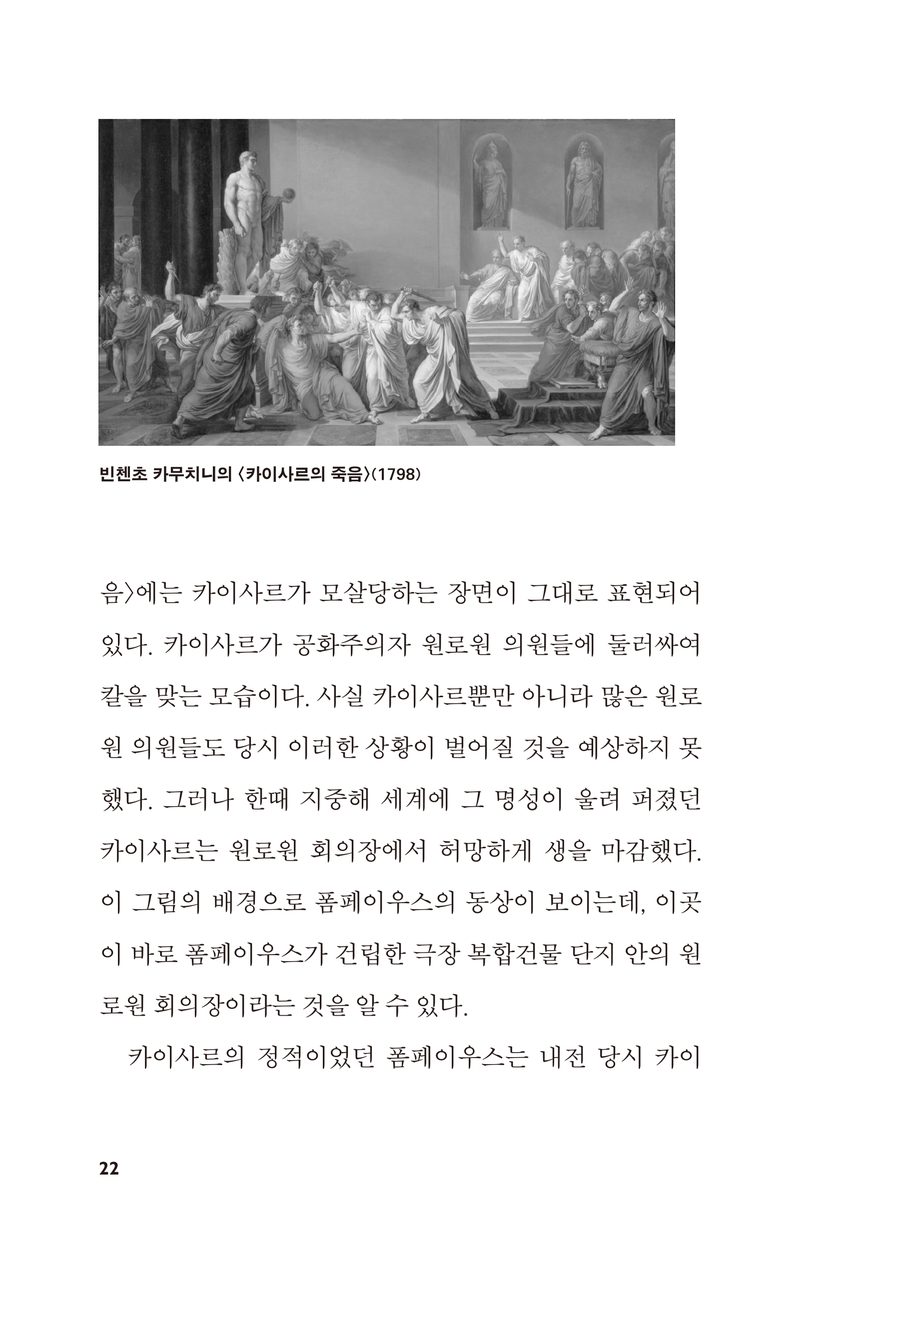 빈첸초 카무치니의 〈카이사르의 죽음〉(1798)
음〉에는 카이사르가 모살당하는 장면이 그대로 표현되어
있다. 카이사르가 공화주의자 원로원 의원들에 둘러싸여
칼을 맞는 모습이다. 사실 카이사르뿐만 아니라 많은 원로
원 의원들도 당시 이러한 상황이 벌어질 것을 예상하지 못
했다. 그러나 한때 지중해 세계에 그 명성이 울려 퍼졌던
카이사르는 원로원 회의장에서 허망하게 생을 마감했다.
이 그림의 배경으로 폼페이우스의 동상이 보이는데, 이곳
이 바로 폼페이우스가 건립한 극장 복합건물 단지 안의 원
로원 회의장이라는 것을 알 수 있다.
카이사르의 정적이었던 폼페이우스는 내전 당시 카이
22